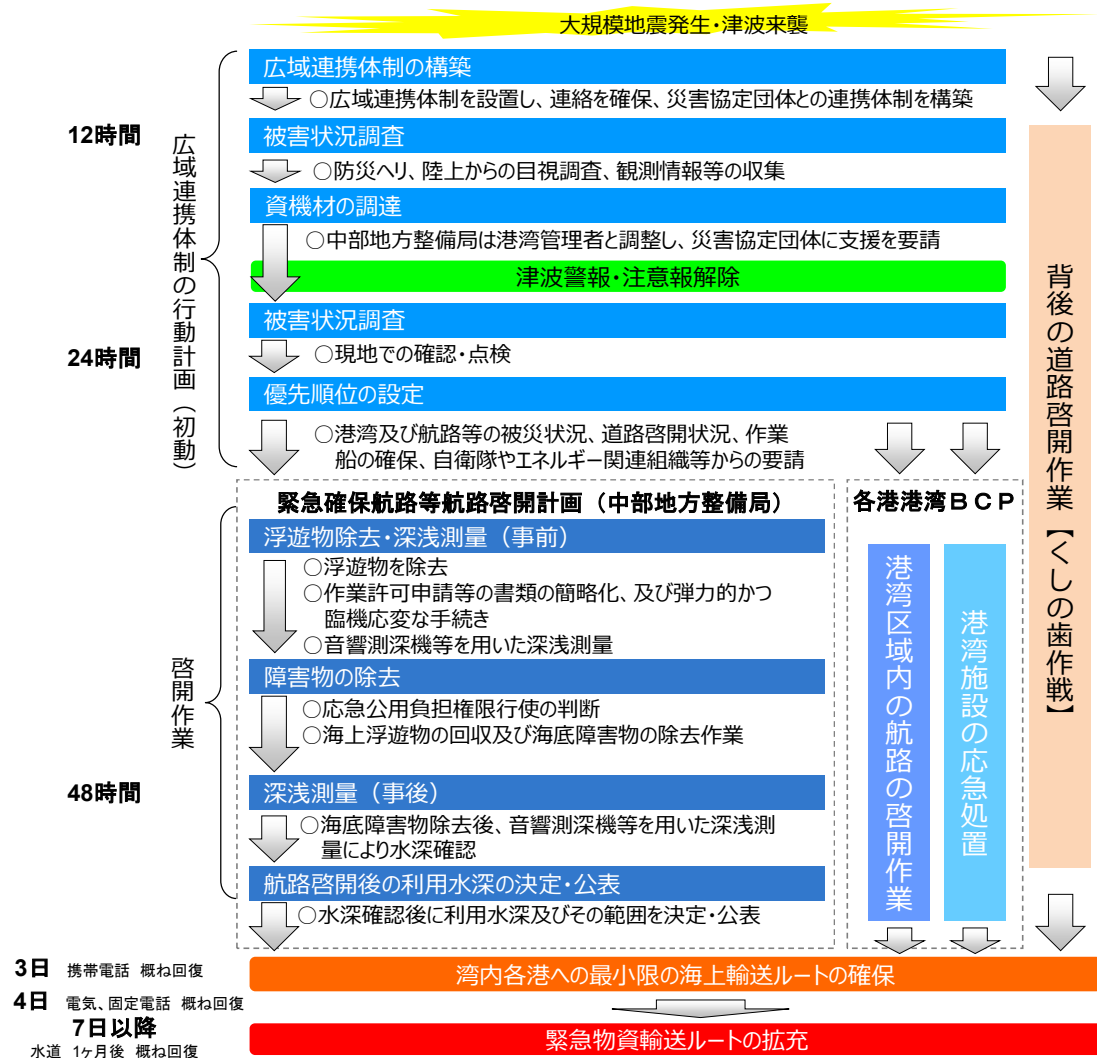 大規模地震発生・津波来襲
広域連携体制の構築
○広域連携体制を設置し、連絡を確保、災害協定団体との連携体制を構築
12時間
被害状況調査
○防災ヘリ、陸上からの目視調査、観測情報等の収集
資機材の調達
○中部地方整備局は港湾管理者と調整し、災害協定団体に支援を要請
津波警報・注意報解除
被害状況調査
24時間
○現地での確認・点検
優先順位の設定
○港湾及び航路等の被災状況、道路啓開状況、作業
船の確保、自衛隊やエネルギー関連組織等からの要請
広域連携体制の行動計画（初動）
緊急確保航路等航路啓開計画（中部地方整備局）
浮遊物除去・深浅測量（事前）
○浮遊物を除去
○作業許可申請等の書類の簡略化、及び弾力的かつ
臨機応変な手続き
○音響測深機等を用いた深浅測量
障害物の除去
○応急公用負担権限行使の判断
○海上浮遊物の回収及び海底障害物の除去作業
啓開作業
48時間
深浅測量（事後）
○海底障害物除去後、音響測深機等を用いた深浅測
量により水深確認
航路啓開後の利用水深の決定・公表
○水深確認後に利用水深及びその範囲を決定・公表
各港港湾ＢＣＰ
港湾区域内の航路の啓開作業
港湾施設の応急処置
背後の道路啓開作業【くしの歯作戦】
3日 携帯電話 概ね回復
湾内各港への最小限の海上輸送ルートの確保
4日 電気、固定電話 概ね回復
7日以降
水道 1ヶ月後 概ね回復
緊急物資輸送ルートの拡充